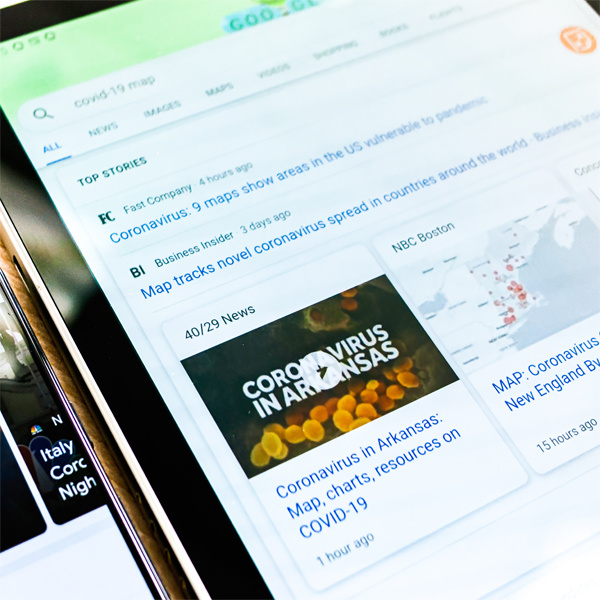 GOOGL
covid-19 map
ALL NEWS IMAGES MAPS VIDEOS SHOPPING BOOKS FLIGHTS
TOP STORIES
FC Fast Company 4 hours ago
Coronavirus: 9 maps show areas in the US vulnerable to pandemic
BI Business Insider · 3 days ago
Map tracks novel coronavirus spread in countries around the world · Business Insi
40/29 News
CORONAVIRUS
IN ARKANSAS
Coronavirus in Arkansas:
Map, charts, resources on
COVID-19
1 hour ago
NBC Boston
MAP: Coronavirus
New England By
15 hours ago
Conc
N
Italy
Corc
Nigh